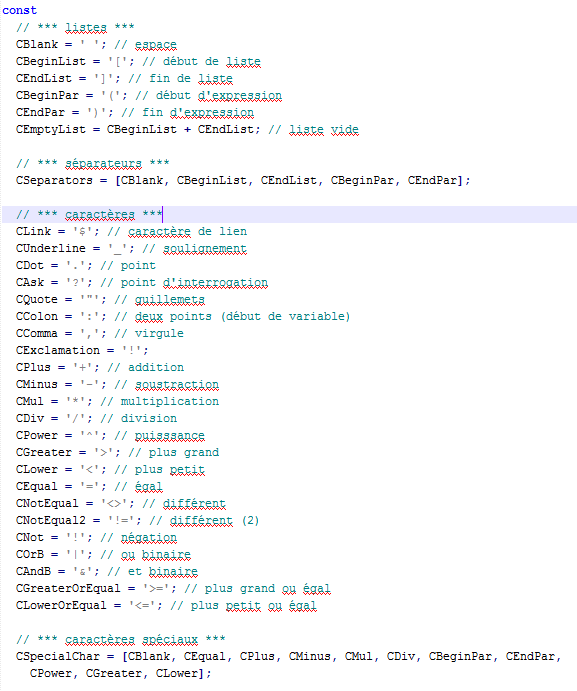 const
// *** listes ***
CBlank = ' '; // espace
CBeginList = '['; // début de liste
CEndList = ']'; // fin de liste
CBeginPar = '('; // début d'expression
CEndPar = ')'; // fin d'expression
CEmptyList = CBeginList + CEndList; // liste vide
// *** séparateurs ***
CSeparators = [CBlank, CBeginList, CEndList, CBeginPar, CEndPar];
// *** caractères ***
CLink = '$'; // caractère de lien
CUnderline = '_'; // soulignement
CDot = '.'; // point
CAsk = '?'; // point d'interrogation
CQuote = '"'; // guillemets
CColon = ':'; // deux points (début de variable)
CComma = ','; // virgule
CExclamation = '!';
CPlus = '+'; // addition
CMinus = '-'; // soustraction
CMul = '*'; // multiplication
CDiv = '/'; // division
CPower = '^'; // puisssance
CGreater = '>'; // plus grand
CLower = '<'; // plus petit
CEqual = '='; // égal
CNotEqual = '<>'; // différent
CNotEqual2 = '!='; // différent (2)
CNot = '!'; // négation
COrB = '|'; // ou binaire
CAndB = '&'; // et binaire
CGreaterOrEqual = '>='; // plus grand ou égal
CLowerOrEqual = '<='; // plus petit ou égal
// *** caractères spéciaux ***
CSpecialChar = [CBlank, CEqual, CPlus, CMinus, CMul, CDiv, CBeginPar, CEndPar,
CPower, CGreater, CLower];